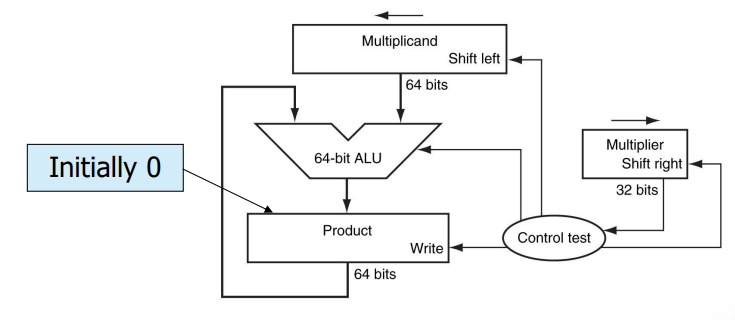 Multiplicand
Shift left
64 bits
64-bit ALU
Multiplier
Shift right
32 bits
Initially 0
Product
Write
Control test
64 bits